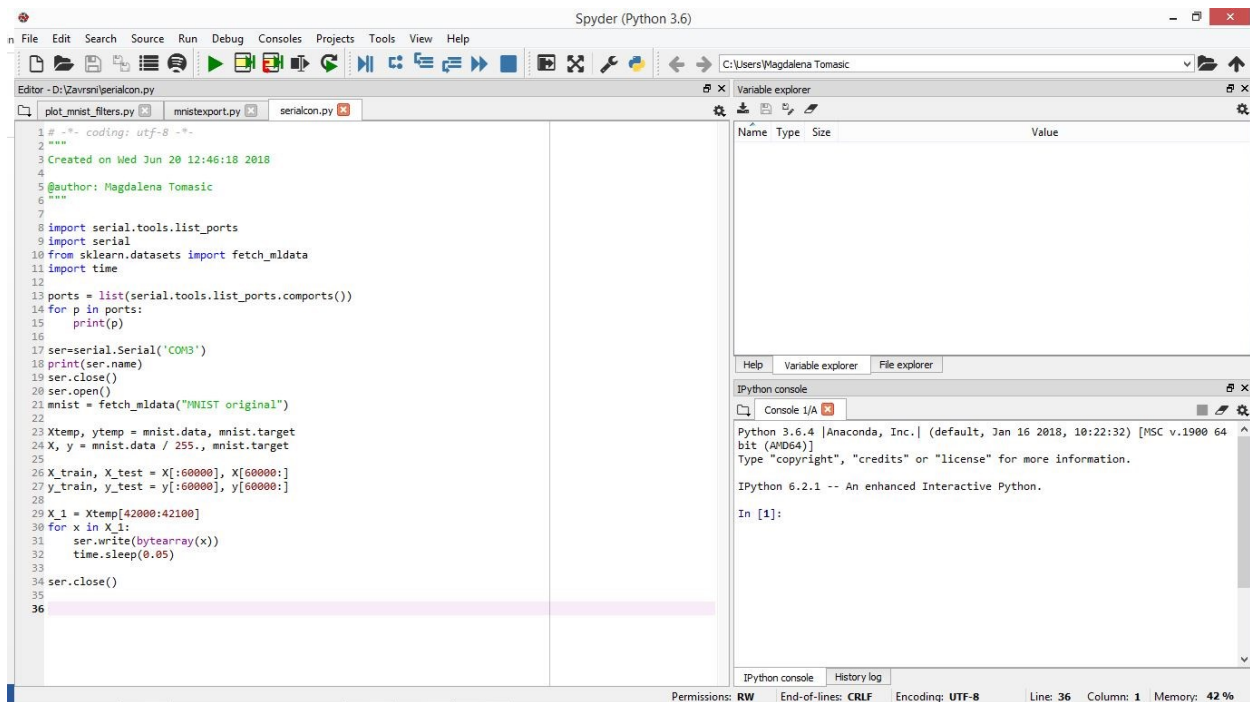 Spyder (Python 3.6)
n File Edit Search Source Run Debug Consoles Projects Tools View Help
C:\Users\Magdalena Tomasic
Editor - D:\Zavrsni\serialcon.py
plot_mnist_filters.py mnistexport.py serialcon.py
1 # -*- coding: utf-8 -*-
2 """
3 Created on Wed Jun 20 12:46:18 2018
4
5 @author: Magdalena Tomasic
6 """
7
8 import serial.tools.list_ports
9 import serial
10 from sklearn.datasets import fetch_mldata
11 import time
12
13 ports = list(serial.tools.list_ports.comports())
14 for p in ports:
15     print(p)
16
17 ser=serial.Serial('COM3')
18 print(ser.name)
19 ser.close()
20 ser.open()
21 mnist = fetch_mldata("MNIST original")
22
23 Xtemp, ytemp = mnist.data, mnist.target
24 X, y = mnist.data / 255., mnist.target
25
26 X_train, X_test = X[:60000], X[60000:]
27 y_train, y_test = y[:60000], y[60000:]
28
29 X_1 = Xtemp[42000:42100]
30 for x in X_1:
31     ser.write(bytearray(x))
32     time.sleep(0.05)
33
34 ser.close()
35
36
Variable explorer
Name Type Size Value
Help Variable explorer File explorer
IPython console
Console 1/A
Python 3.6.4 |Anaconda, Inc.| (default, Jan 16 2018, 10:22:32) [MSC v.1900 64
bit (AMD64)]
Type "copyright", "credits" or "license" for more information.
IPython 6.2.1 -- An enhanced Interactive Python.
In [1]:
IPython console History log
Permissions: RW End-of-lines: CRLF Encoding: UTF-8 Line: 36 Column: 1 Memory: 42 %